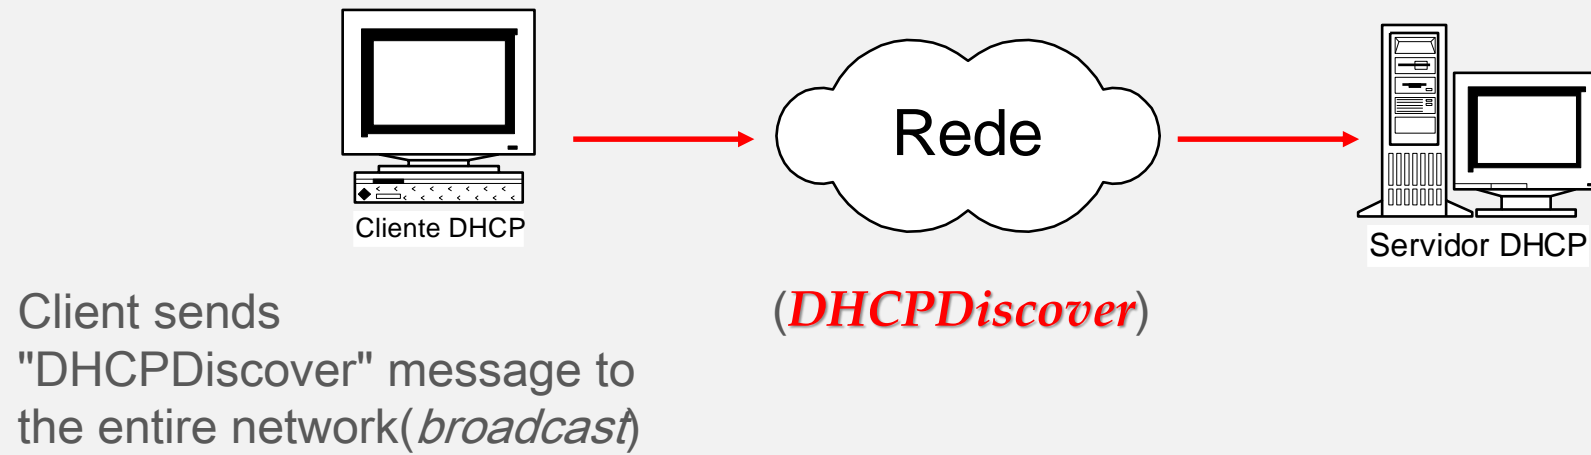 Rede
Cliente DHCP
Servidor DHCP
(DHCPDiscover)
Client sends
"DHCPDiscover" message to
the entire network(broadcast)